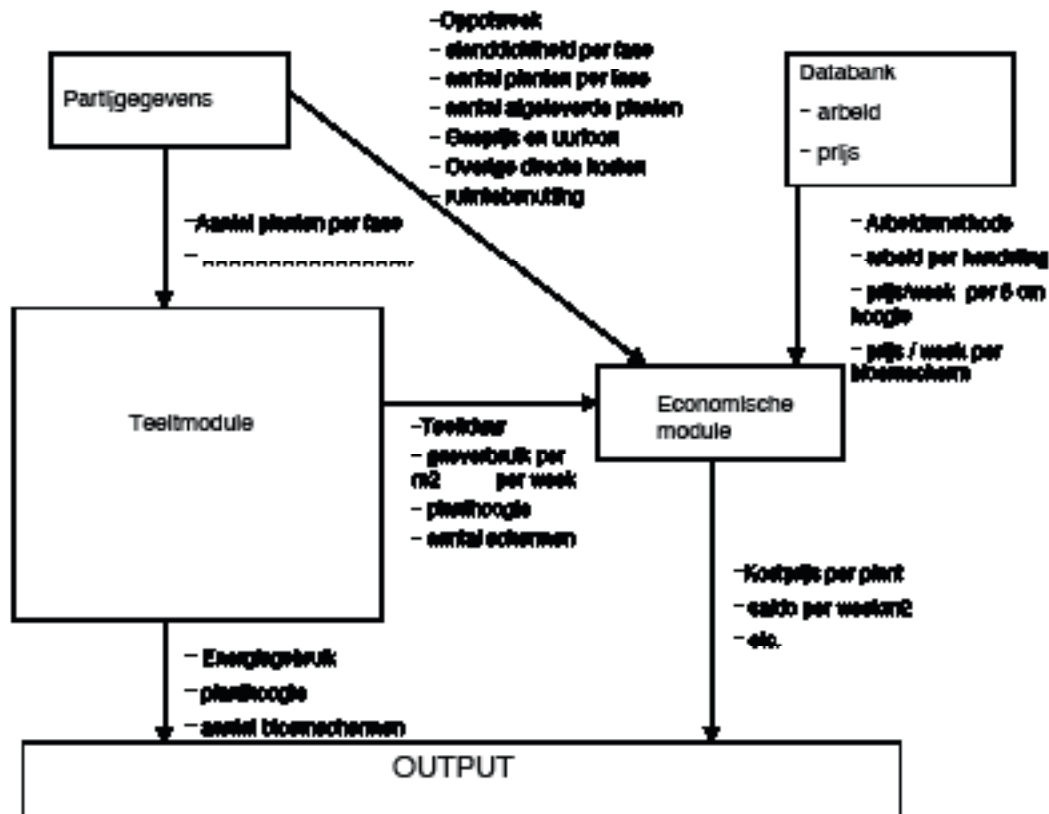 -Oppotweek
- standdichtheid per fase
- aantal planten per fase
- aantal afgeleverde planten
- Gasprijs en uurloon
- Overige directe kosten
- ruimtebenutting
Partijgegevens
Databank
- arbeid
- prijs
-Aantal planten per fase
-
- Arbeidsmethode
- arbeid per handeling
- prijs/week per 5 cm
hoogte
- prijs / week per
bloemscherm
Teeltmodule
Economische
module
-Teeltduur
- gasverbruik per
m2 per week
- planthoogte
- aantal schermen
-Kostprijs per plant
- saldo per weekm2
- etc.
- Energiegebruik
- planthoogte
- aantal bloemschermen
OUTPUT